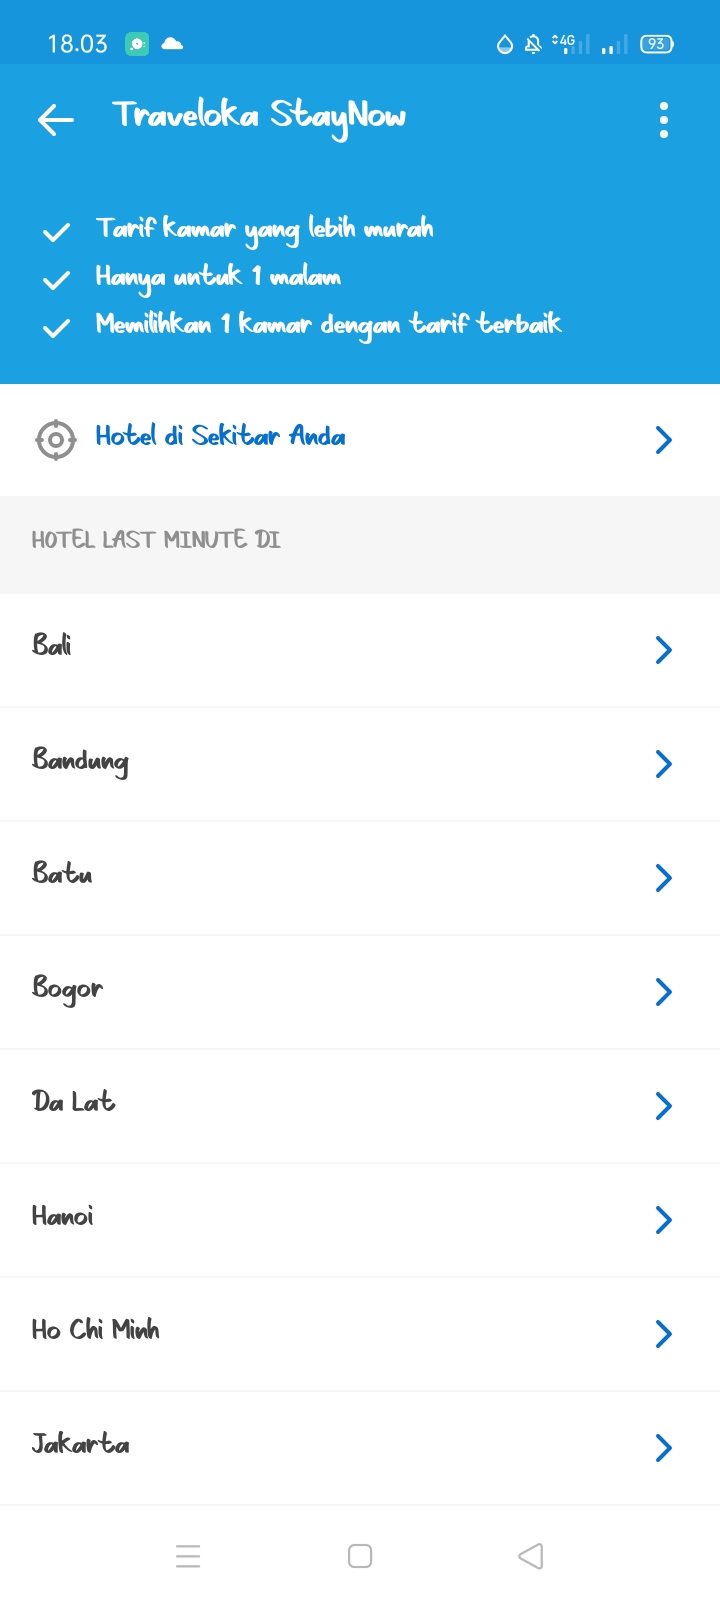 18.03
4G
93
Traveloka StayNow
Tarif kamar yang lebih murah
Hanya untuk 1 malam
Memilihkan 1 kamar dengan tarif terbaik
Hotel di Sekitar Anda
HOTEL LAST MINUTE DI
Bali
Bandung
Batu
Bogor
Da Lat
Hanoi
Ho Chi Minh
Jakarta